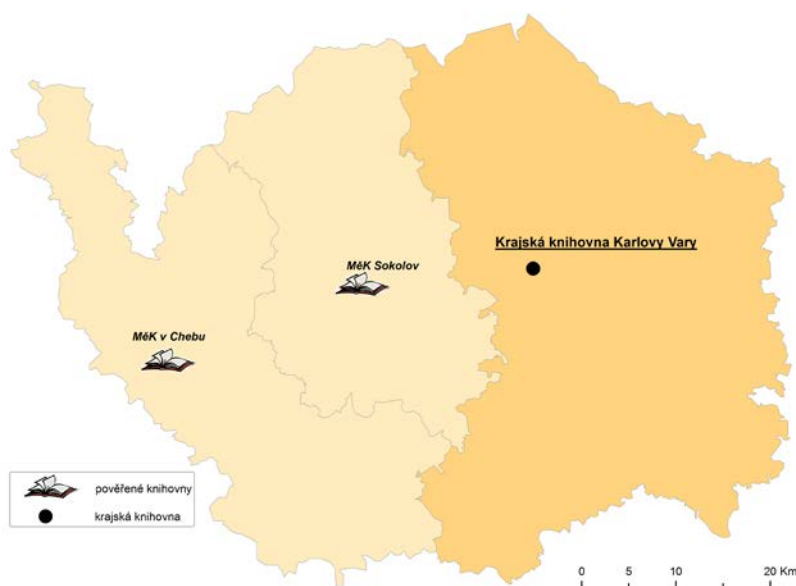 Krajská knihovna Karlovy Vary
MěK Sokolov
MěK v Chebu
pověřené knihovny
krajská knihovna
0 5 10 20 Km